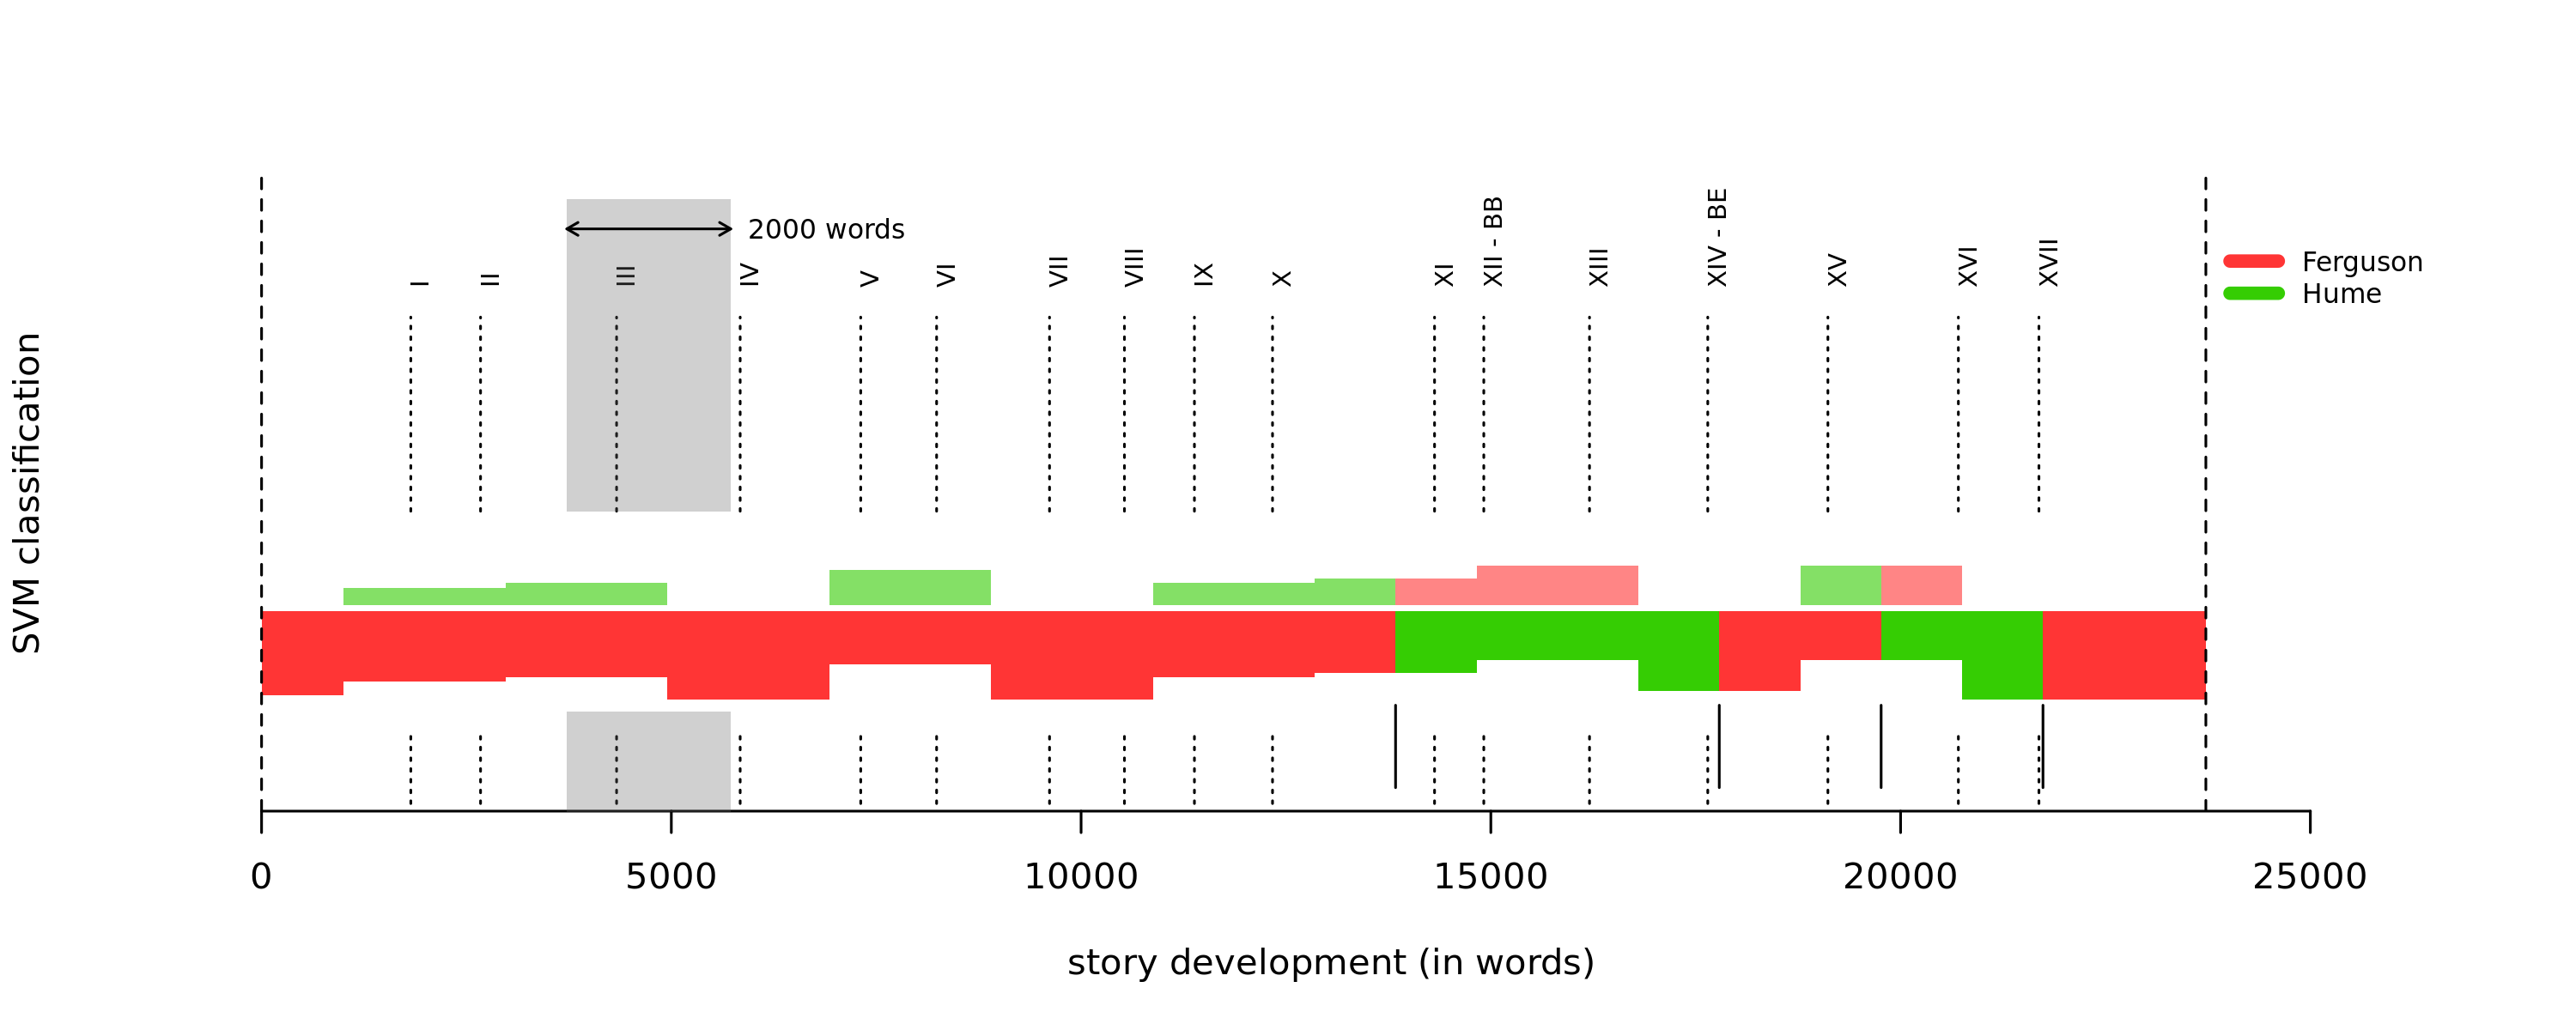 2000 words
I
II
III
IV
V
VI
VII
VIII
IX
X
XI
XII - BB
XIII
XIV - BE
XV
XVI
XVII
Ferguson
Hume
SVM classification
0
5000
10000
15000
20000
25000
story development (in words)